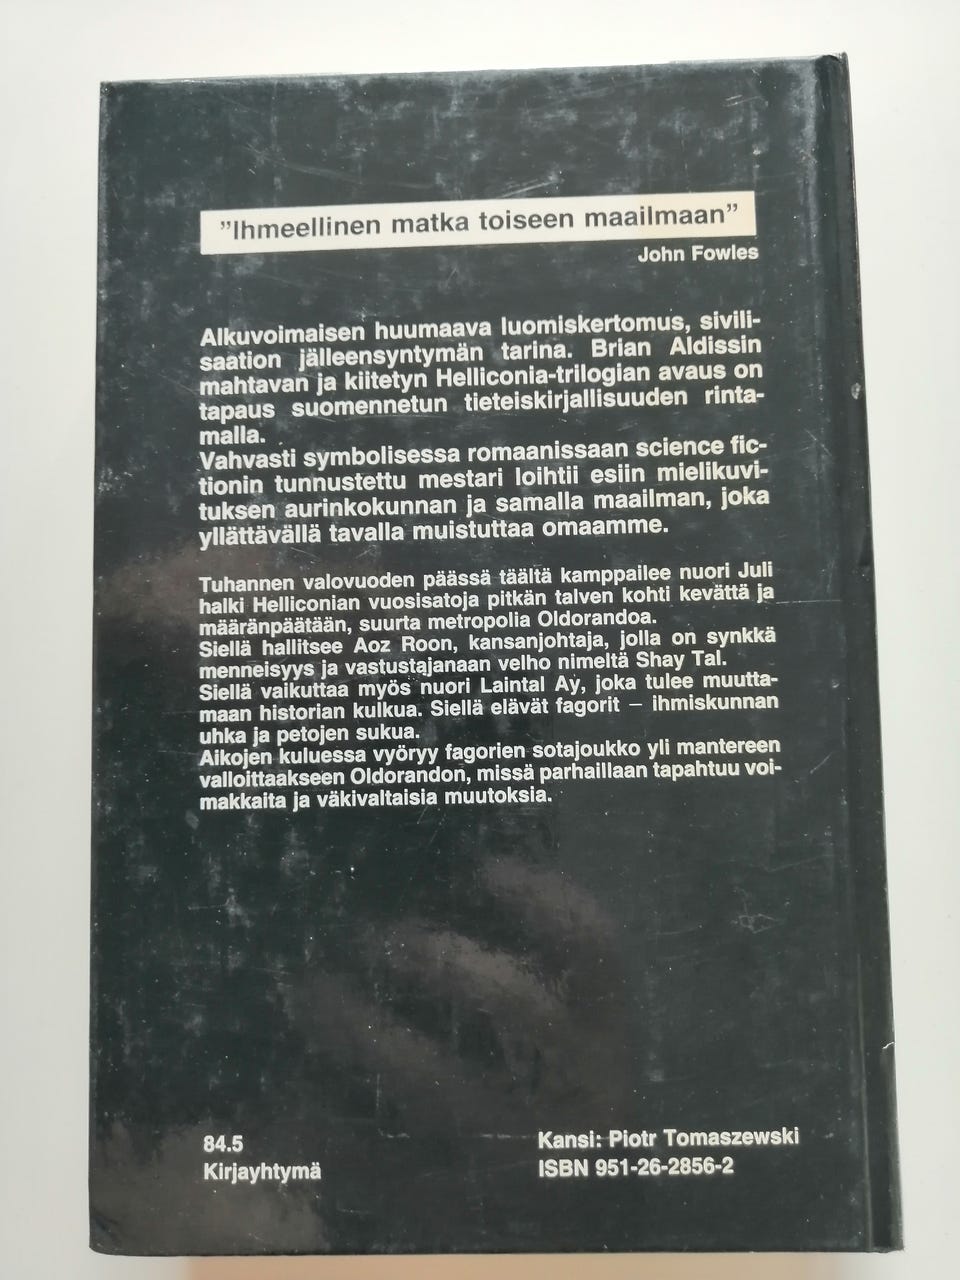 ”Ihmeellinen matka toiseen maailmaan”
John Fowles
Alkuvoimaisen huumaava luomiskertomus, sivili-
saation jälleensyntymän tarina. Brian Aldissin
mahtavan ja kiitetyn Helliconia-trilogian avaus on
tapaus suomennetun tieteiskirjallisuuden rinta-
malla.
Vahvasti symbolisessa romaanissaan science fic-
tionin tunnustettu mestari loihtii esiin mielikuvi-
tuksen aurinkokunnan ja samalla maailman, joka
yllättävällä tavalla muistuttaa omaamme.
Tuhannen valovuoden päässä täältä kamppailee nuori Juli
halki Helliconian vuosisatoja pitkän talven kohti kevättä ja
määränpäätään, suurta metropolia Oldorandoa.
Siellä hallitsee Aoz Roon, kansanjohtaja, jolla on synkkä
menneisyys ja vastustajanaan velho nimeltä Shay Tal.
Siellä vaikuttaa myös nuori Laintal Ay, joka tulee muutta-
maan historian kulkua. Siellä elävät fagorit – ihmiskunnan
uhka ja petojen sukua.
Aikojen kuluessa vyöryy fagorien sotajoukko yli mantereen
valloittaakseen Oldorandon, missä parhaillaan tapahtuu voi-
makkaita ja väkivaltaisia muutoksia.
84.5
Kirjayhtymä
Kansi: Piotr Tomaszewski
ISBN 951-26-2856-2